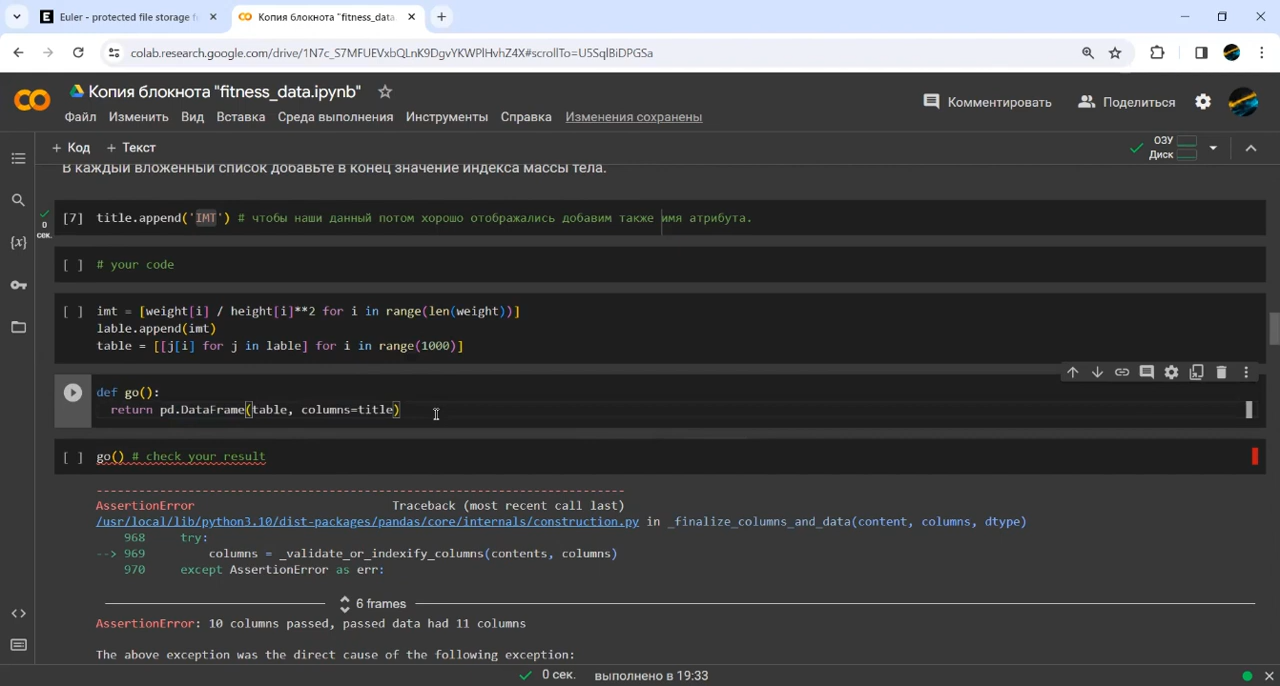 Euler - protected file storage f
Копия блокнота "fitness_data.
colab.research.google.com/drive/1N7c_S7MFUEVxbQLnK9DgvYKWPlHvhZ4X#scrollTo=U5SqlBiDPGSa
Копия блокнота "fitness_data.ipynb"
Комментировать
Поделиться
Файл Изменить Вид Вставка Среда выполнения Инструменты Справка Изменения сохранены
+ Код + Текст
ОЗУ
Диск
В каждый вложенный список добавьте в конец значение индекса массы тела.
[7] title.append('IMT') # чтобы наши данный потом хорошо отображались добавим также имя атрибута.
0
сек.
[ ] # your code
[ ] imt = [weight[i] / height[i]**2 for i in range(len(weight))]
lable.append(imt)
table = [[j[i] for j in lable] for i in range(1000)]
def go():
return pd.DataFrame(table, columns=title)
[ ] go() # check your result
---------------------------------------------------------------------------
AssertionError Traceback (most recent call last)
/usr/local/lib/python3.10/dist-packages/pandas/core/internals/construction.py in _finalize_columns_and_data(content, columns, dtype)
968 try:
--> 969 columns = _validate_or_indexify_columns(contents, columns)
970 except AssertionError as err:
6 frames
AssertionError: 10 columns passed, passed data had 11 columns
The above exception was the direct cause of the following exception:
0 сек. выполнено в 19:33